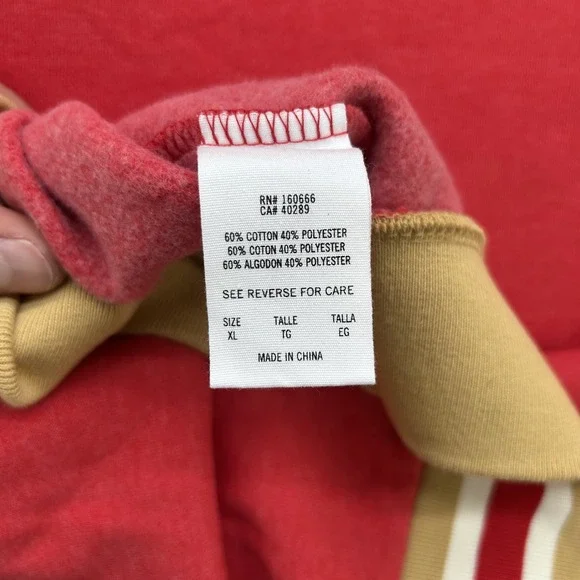 RN# 160666
CA# 40289
60% COTTON 40% POLYESTER
60% COTON 40% POLYESTER
60% ALGODON 40% POLYESTER
SEE REVERSE FOR CARE
SIZE TALLE TALLA
XL TG EG
MADE IN CHINA